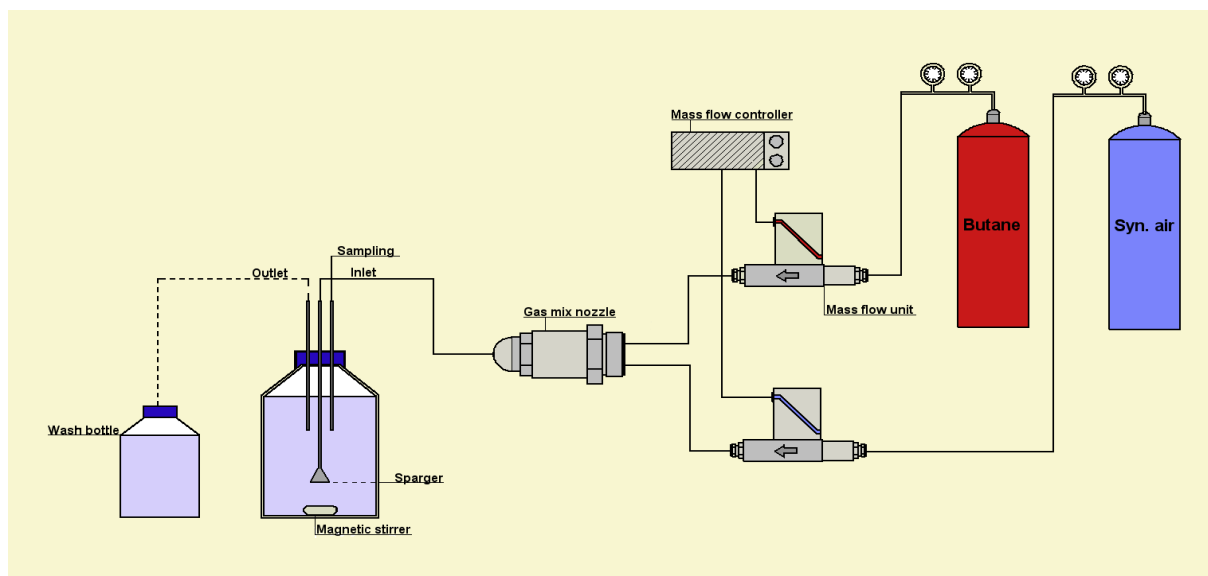 Mass flow controller
Butane
Syn. air
Sampling
Outlet
Inlet
Gas mix nozzle
Mass flow unit
Wash bottle
Sparger
Magnetic stirrer